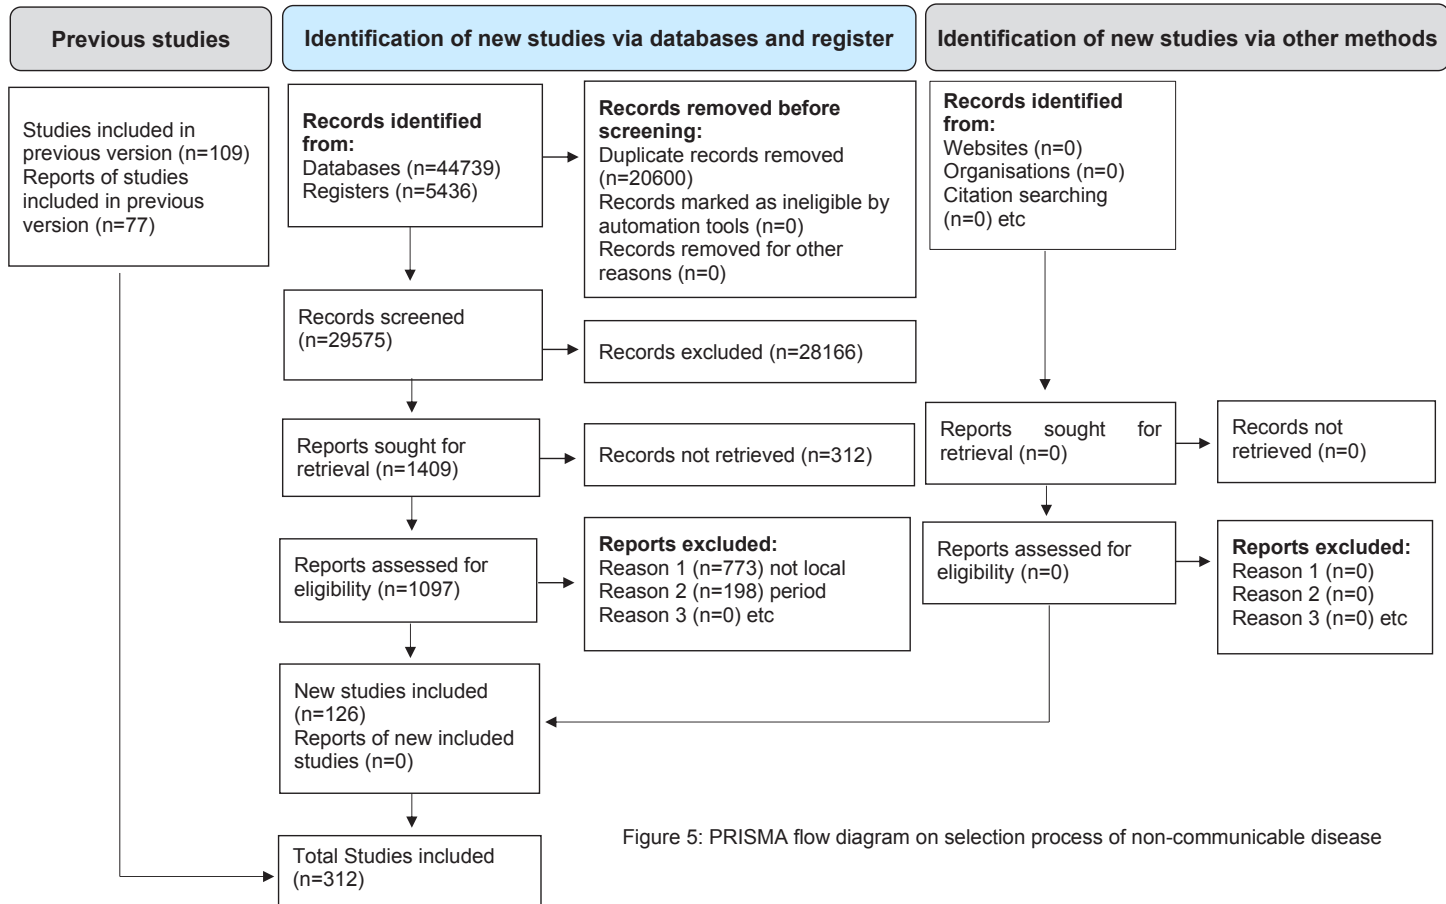 Previous studies
Identification of new studies via databases and register
Identification of new studies via other methods
Studies included in
previous version (n=109)
Reports of studies
included in previous
version (n=77)
Records identified
from:
Databases (n=44739)
Registers (n=5436)
Records removed before
screening:
Duplicate records removed
(n=20600)
Records marked as ineligible by
automation tools (n=0)
Records removed for other
reasons (n=0)
Records identified
from:
Websites (n=0)
Organisations (n=0)
Citation searching
(n=0) etc
Records screened
(n=29575)
Records excluded (n=28166)
Reports sought for
retrieval (n=1409)
Records not retrieved (n=312)
Reports sought for
retrieval (n=0)
Records not
retrieved (n=0)
Reports assessed for
eligibility (n=1097)
Reports excluded:
Reason 1 (n=773) not local
Reason 2 (n=198) period
Reason 3 (n=0) etc
Reports assessed for
eligibility (n=0)
Reports excluded:
Reason 1 (n=0)
Reason 2 (n=0)
Reason 3 (n=0) etc
New studies included
(n=126)
Reports of new included
studies (n=0)
Total Studies included
(n=312)
Figure 5: PRISMA flow diagram on selection process of non-communicable disease